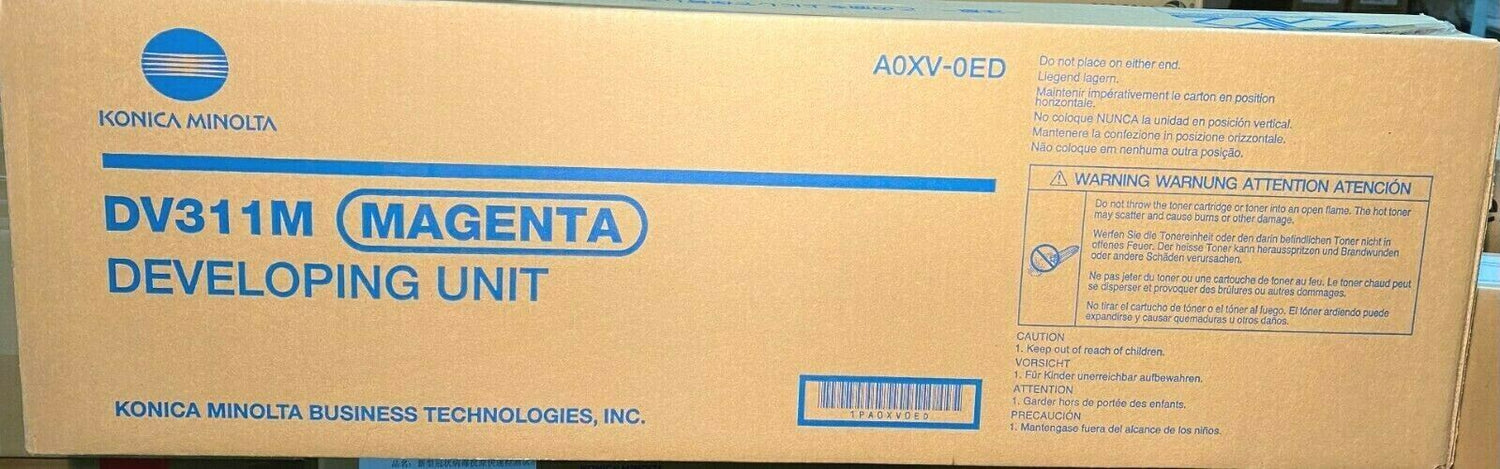 KONICA MINOLTA
A0XV-0ED
DV311M MAGENTA
DEVELOPING UNIT
KONICA MINOLTA BUSINESS TECHNOLOGIES, INC.
1PA0XV0ED
Do not place on either end.
Liegend lagern.
Maintenir impérativement le carton en position
horizontale.
No coloque NUNCA la unidad en posición vertical.
Mantenere la confezione in posizione orizzontale.
Não coloque em nenhuma outra posição.
⚠ WARNING WARNUNG ATTENTION ATENCIÓN
Do not throw the toner cartridge or toner into an open flame. The hot toner
may scatter and cause burns or other damage.
Werfen Sie die Tonereinheit oder den darin befindlichen Toner nicht in
offenes Feuer. Der heisse Toner kann herausspritzen und Brandwunden
oder andere Schäden verursachen.
Ne pas jeter du toner ou une cartouche de toner au feu. Le toner chaud peut
se disperser et provoquer des brûlures ou autres dommages.
No tirar el cartucho de tóner o el tóner al fuego. El tóner ardiendo puede
expandirse y causar quemaduras u otros daños.
CAUTION
1. Keep out of reach of children.
VORSICHT
1. Für Kinder unerreichbar aufbewahren.
ATTENTION
1. Garder hors de portée des enfants.
PRECAUCIÓN
1. Mantengase fuera del alcance de los niños.